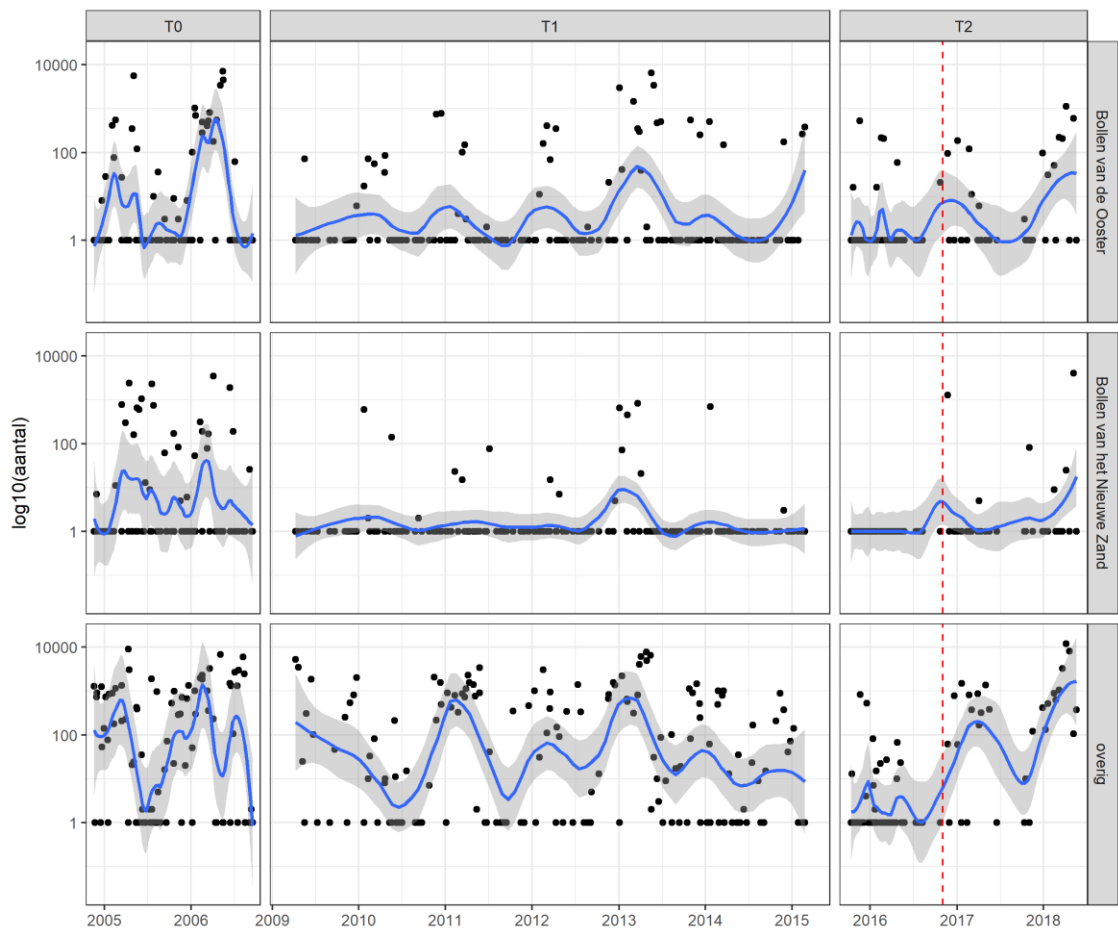 T0 T1 T2
10000
100
1
Bollen van de Ooster
10000
100
1
Bollen van het Nieuwe Zand
10000
100
1
overig
log10(aantal)
2005 2006 2009 2010 2011 2012 2013 2014 2015 2016 2017 2018